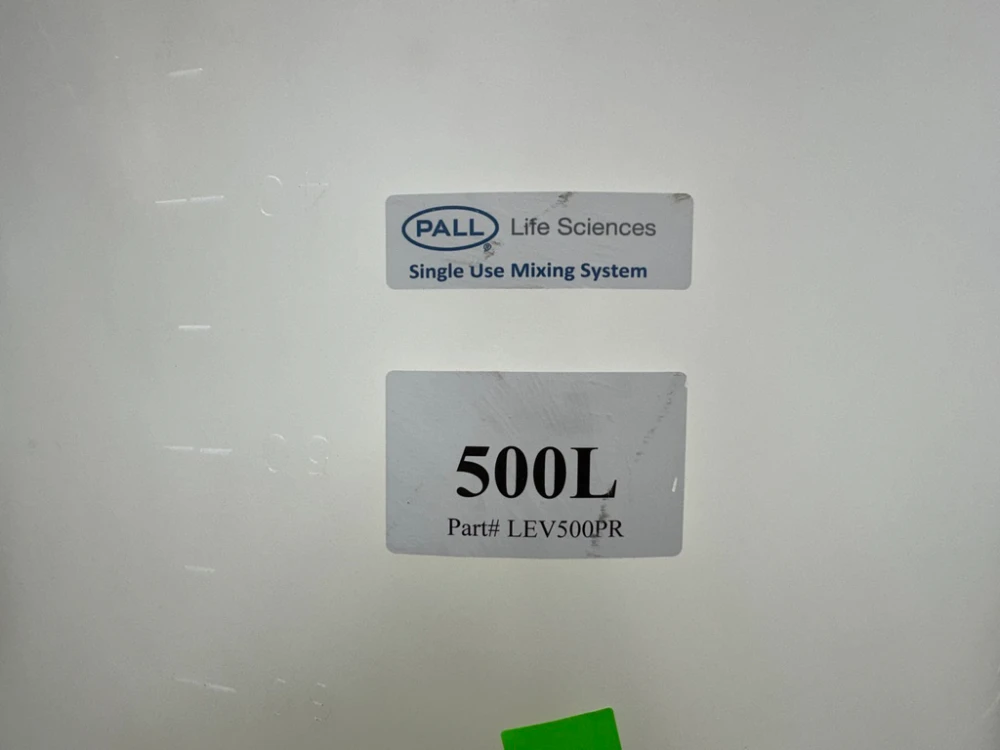 PALL® Life Sciences
Single Use Mixing System
500L
Part# LEV500PR